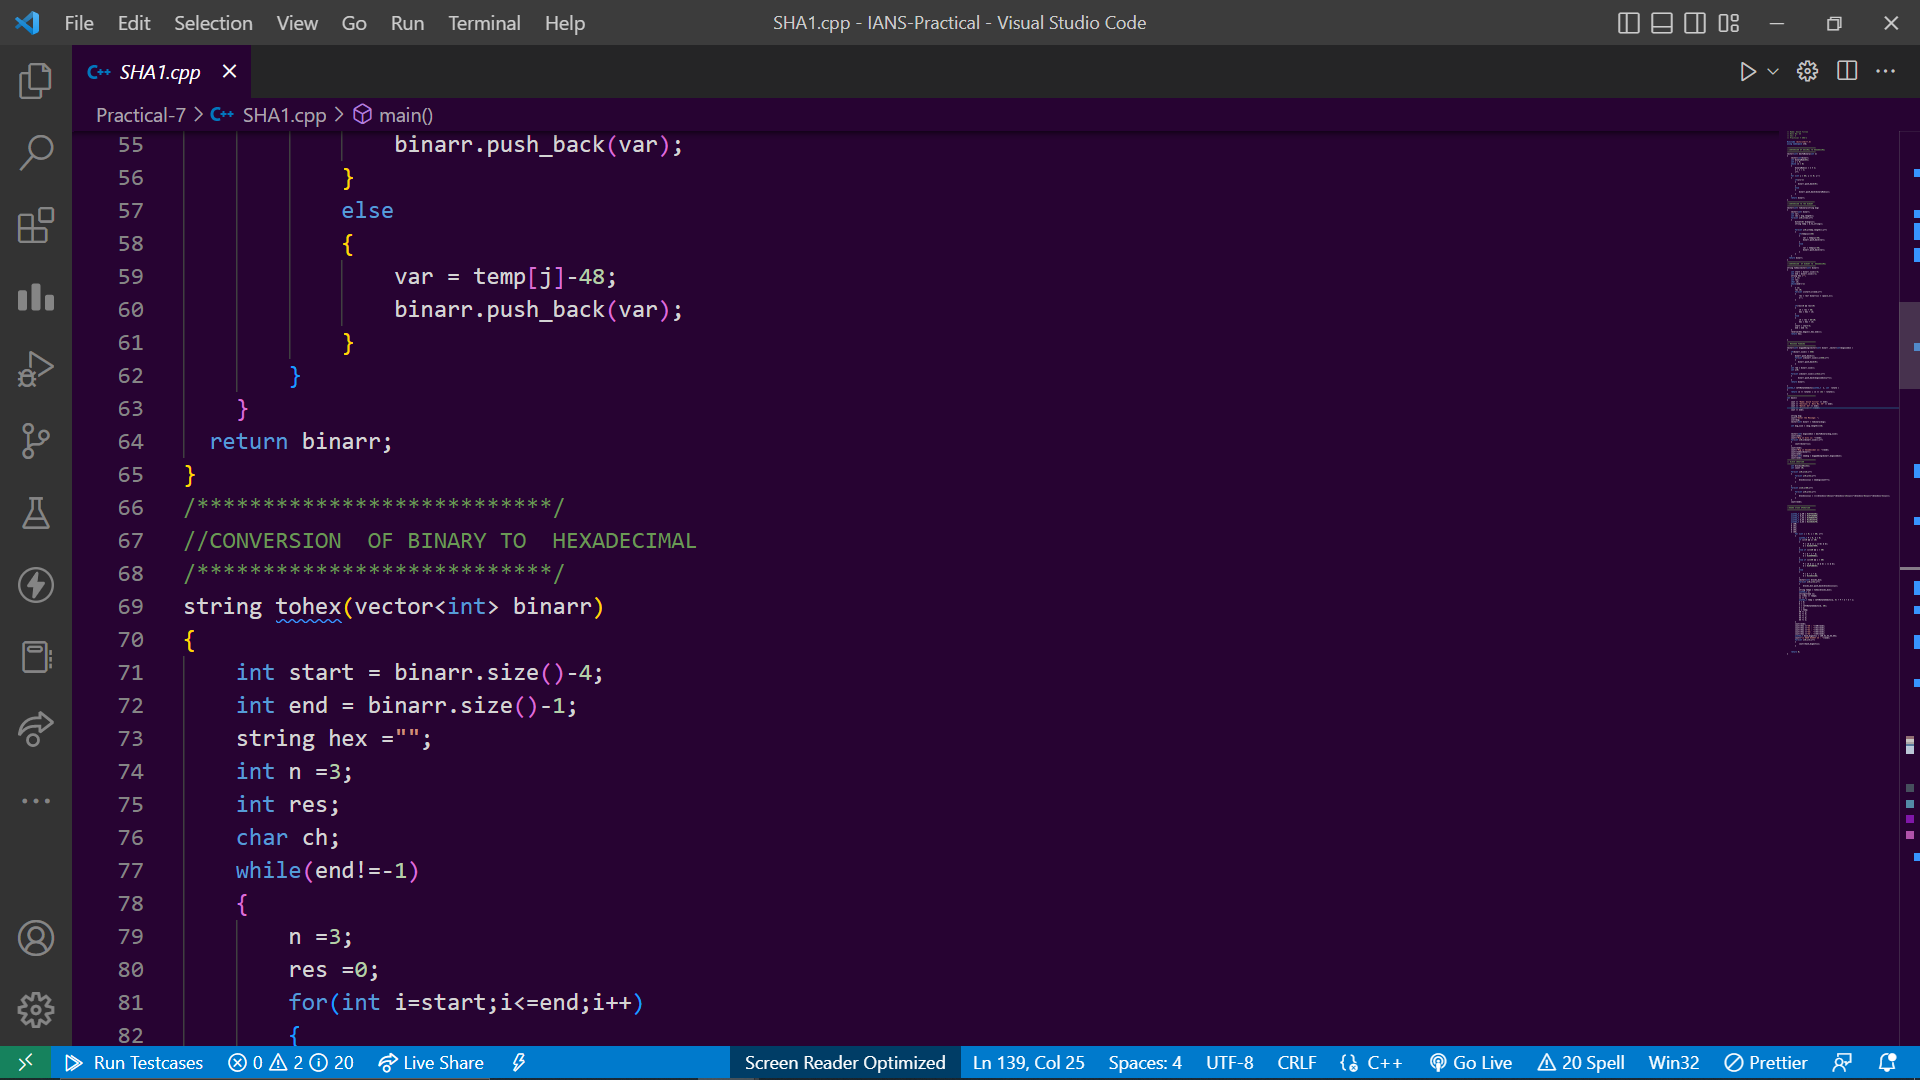 File Edit Selection View Go Run Terminal Help SHA1.cpp - IANS-Practical - Visual Studio Code
C++ SHA1.cpp
Practical-7 > C++ SHA1.cpp > main()
55 binarr.push_back(var);
56 }
57 else
58 {
59 var = temp[j]-48;
60 binarr.push_back(var);
61 }
62 }
63 }
64 return binarr;
65 }
66 /***************************/
67 //CONVERSION  OF BINARY TO  HEXADECIMAL
68 /***************************/
69 string tohex(vector<int> binarr)
70 {
71 int start = binarr.size()-4;
72 int end = binarr.size()-1;
73 string hex ="";
74 int n =3;
75 int res;
76 char ch;
77 while(end!=-1)
78 {
79 n =3;
80 res =0;
81 for(int i=start;i<=end;i++)
82 {
Run Testcases 0 2 20 Live Share Screen Reader Optimized Ln 139, Col 25 Spaces: 4 UTF-8 CRLF C++ Go Live 20 Spell Win32 Prettier